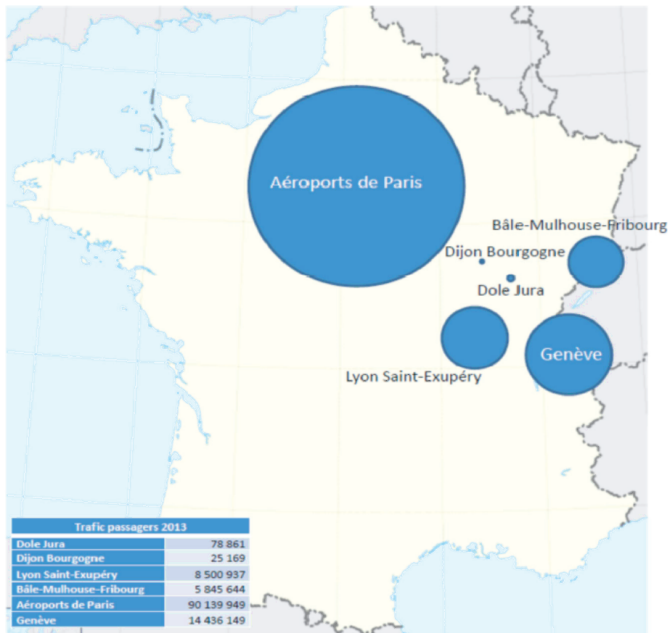 Aéroports de Paris
Bâle-Mulhouse-Fribourg
Dijon Bourgogne
Dole Jura
Genève
Lyon Saint-Exupéry
Trafic passagers 2013
Dole Jura 78 861
Dijon Bourgogne 25 169
Lyon Saint-Exupéry 8 500 937
Bâle-Mulhouse-Fribourg 5 845 644
Aéroports de Paris 90 139 949
Genève 14 436 149